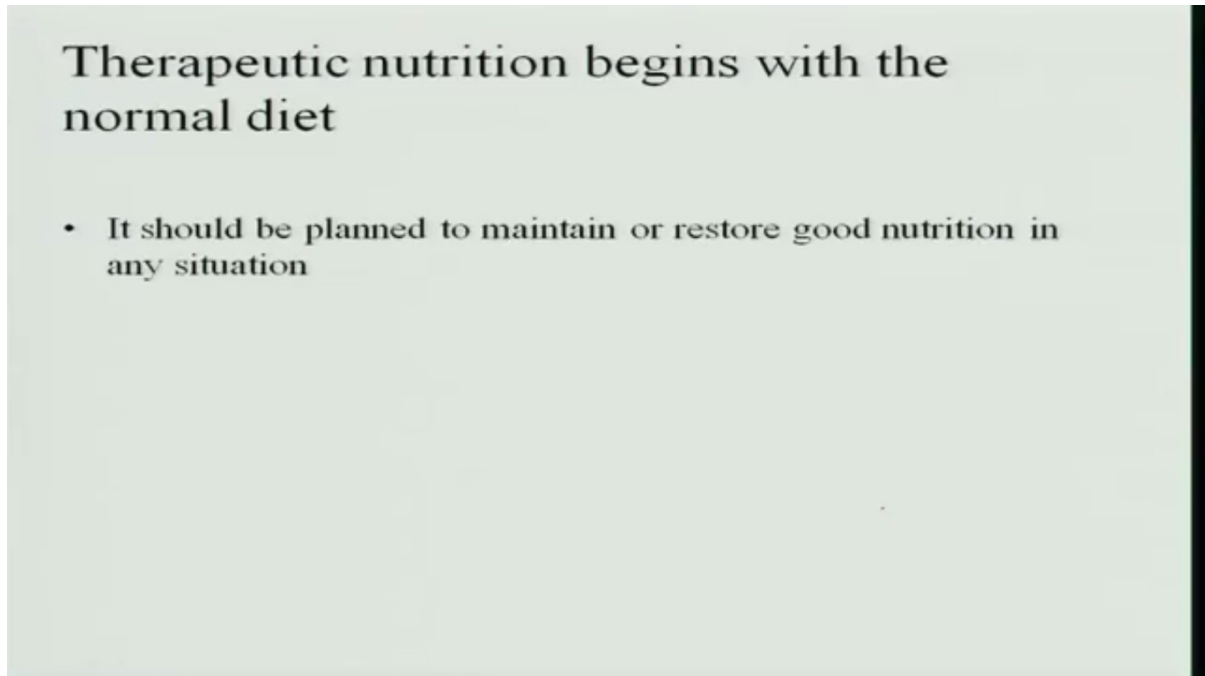 Therapeutic nutrition begins with the
normal diet
• It should be planned to maintain or restore good nutrition in
any situation